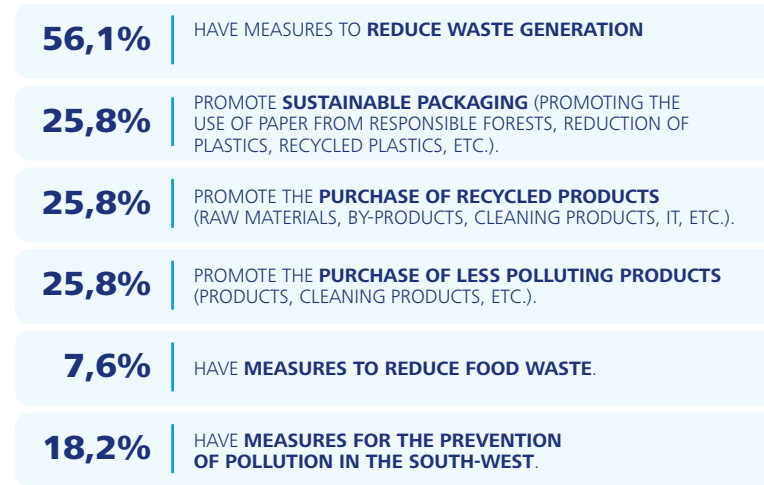 56,1%
HAVE MEASURES TO REDUCE WASTE GENERATION
25,8%
PROMOTE SUSTAINABLE PACKAGING (PROMOTING THE
USE OF PAPER FROM RESPONSIBLE FORESTS, REDUCTION OF
PLASTICS, RECYCLED PLASTICS, ETC.).
25,8%
PROMOTE THE PURCHASE OF RECYCLED PRODUCTS
(RAW MATERIALS, BY-PRODUCTS, CLEANING PRODUCTS, IT, ETC.).
25,8%
PROMOTE THE PURCHASE OF LESS POLLUTING PRODUCTS
(PRODUCTS, CLEANING PRODUCTS, ETC.).
7,6%
HAVE MEASURES TO REDUCE FOOD WASTE.
18,2%
HAVE MEASURES FOR THE PREVENTION
OF POLLUTION IN THE SOUTH-WEST.